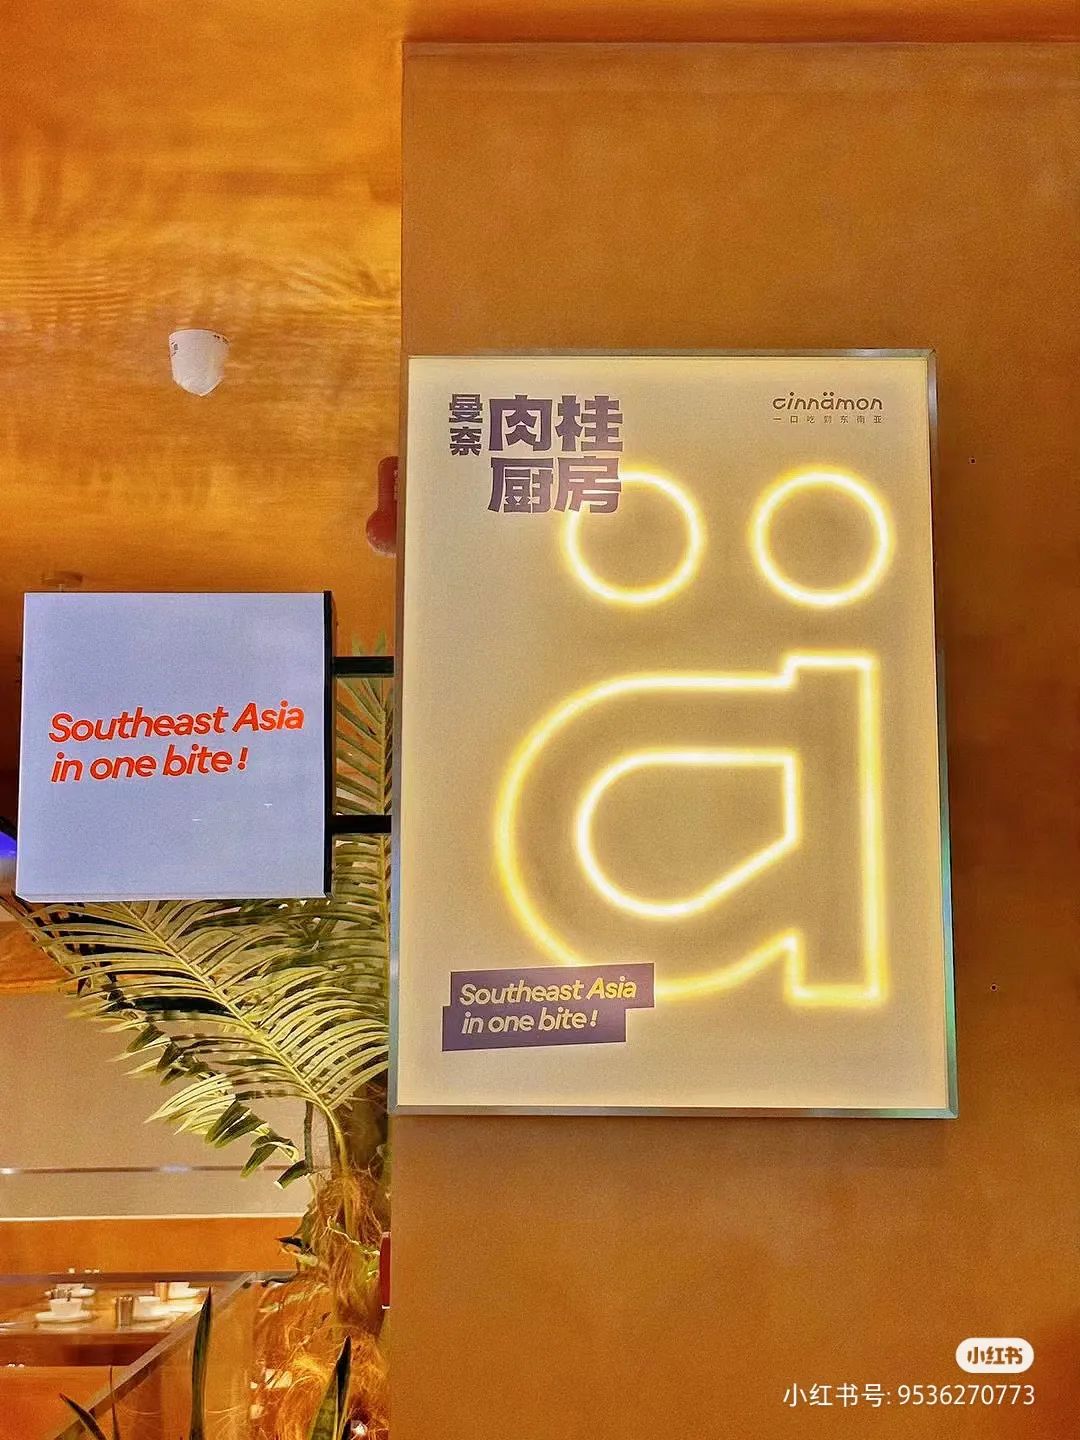 曼奈
肉桂
厨房
cinnämon
一口吃到东南亚
Southeast Asia
in one bite!
Southeast Asia
in one bite!
小红书
小红书号: 9536270773